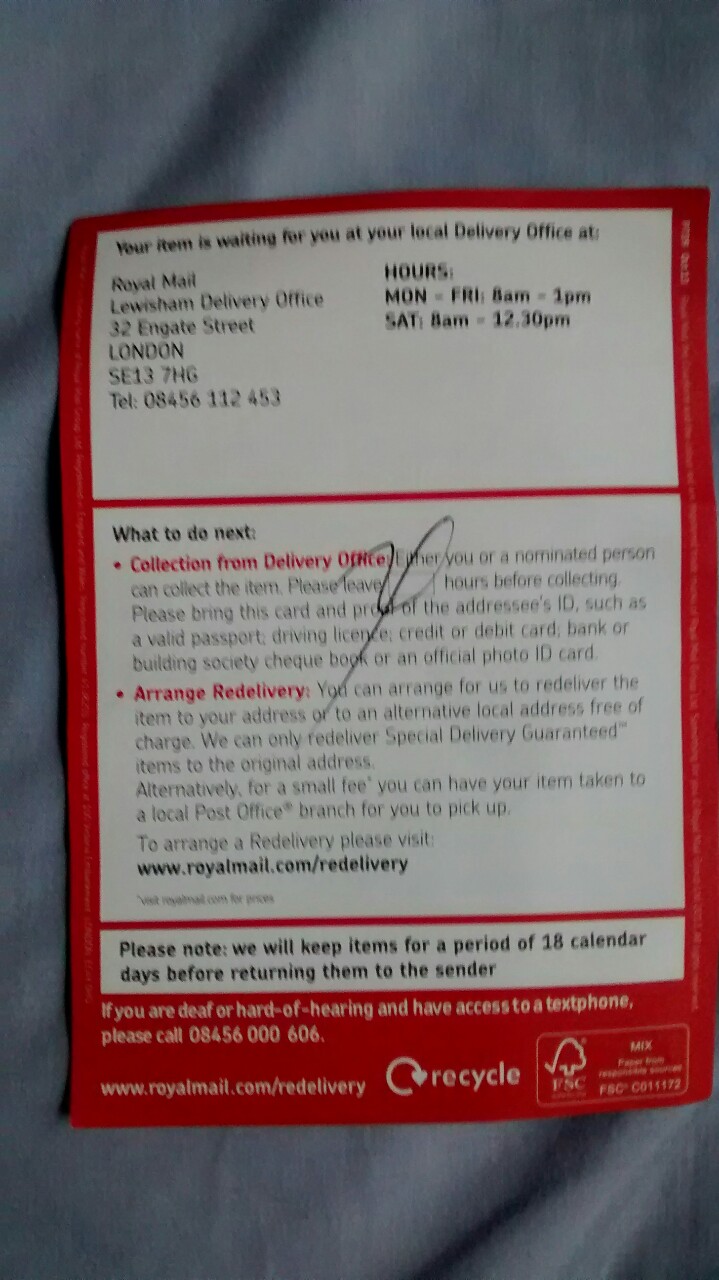 Your item is waiting for you at your local Delivery Office at:
Royal Mail
Lewisham Delivery Office
32 Engate Street
LONDON
SE13 7HG
Tel: 08456 112 453
HOURS:
MON - FRI: 8am - 1pm
SAT: 8am - 12.30pm
What to do next:
• Collection from Delivery Office: Either you or a nominated person
can collect the item. Please leave hours before collecting.
Please bring this card and proof of the addressee's ID, such as
a valid passport; driving licence; credit or debit card; bank or
building society cheque book or an official photo ID card.
• Arrange Redelivery: You can arrange for us to redeliver the
item to your address or to an alternative local address free of
charge. We can only redeliver Special Delivery Guaranteed™
items to the original address.
Alternatively, for a small fee* you can have your item taken to
a local Post Office® branch for you to pick up.
To arrange a Redelivery please visit:
www.royalmail.com/redelivery
*visit royalmail.com for prices
Please note: we will keep items for a period of 18 calendar
days before returning them to the sender
If you are deaf or hard-of-hearing and have access to a textphone,
please call 08456 000 606.
www.royalmail.com/redelivery
recycle
FSC
MIX
Paper from
responsible sources
FSC® C011172